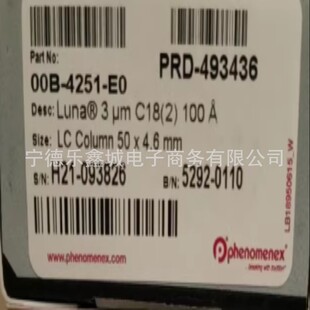 Part No:
PRD-493436
00B-4251-E0
Desc: Luna® 3 µm C18(2) 100 Å
Size: LC Column 50 x 4.6 mm
宁德乐鑫城电子商务有限公司
S/N: H21-093826
B/N: 5292-0110
www.phenomenex.com
phenomenex
LB18950615_W